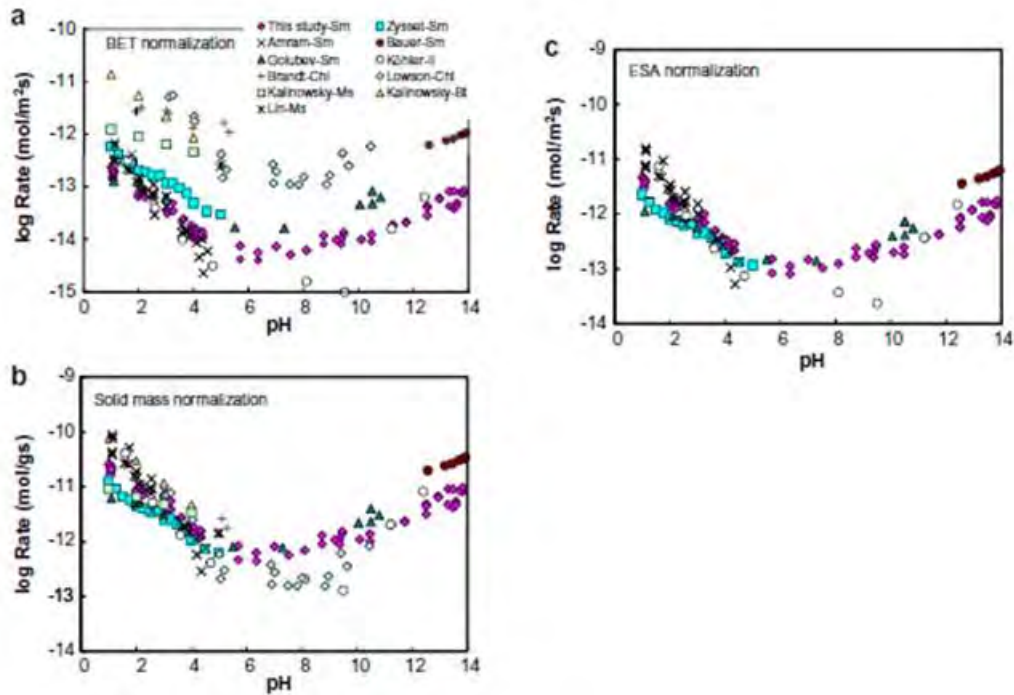 a
-10
-11
-12
-13
-14
-15
log Rate (mol/m²s)
BET normalization
This study-Sm
Zysset-Sm
Amram-Sm
Bauer-Sm
Golubev-Sm
Köhler-Il
Brandt-Chl
Lowson-Chl
Kalinowsky-Ms
Kalinowsky-Bt
Lin-Ms
0 2 4 6 8 10 12 14
pH
b
-9
-10
-11
-12
-13
-14
log Rate (mol/gs)
Solid mass normalization
0 2 4 6 8 10 12 14
pH
c
-9
-10
-11
-12
-13
-14
log Rate (mol/m²s)
ESA normalization
0 2 4 6 8 10 12 14
pH